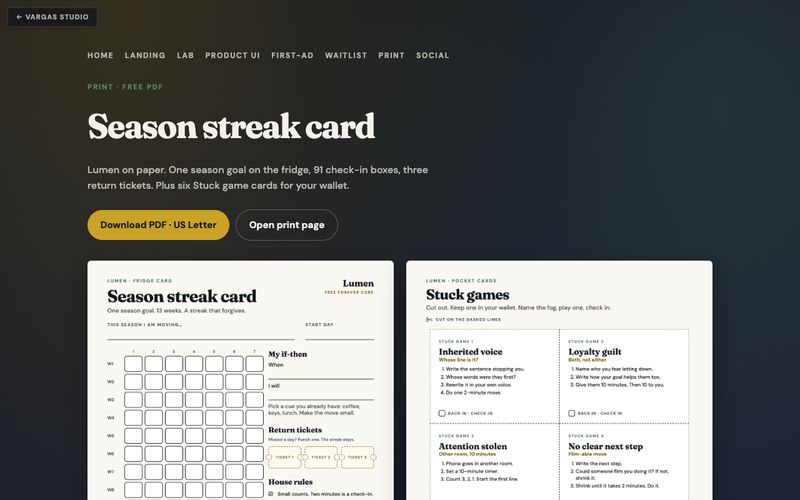 ← VARGAS STUDIO
HOME LANDING LAB PRODUCT UI FIRST-AD WAITLIST PRINT SOCIAL
PRINT · FREE PDF
Season streak card
Lumen on paper. One season goal on the fridge, 91 check-in boxes, three
return tickets. Plus six Stuck game cards for your wallet.
Download PDF · US Letter
Open print page
LUMEN · FRIDGE CARD
Lumen
FREE FOREVER CORE
Season streak card
One season goal. 13 weeks. A streak that forgives.
THIS SEASON I AM MOVING...
START DAY
1 2 3 4 5 6 7
W1
W2
W3
W4
W5
W6
W7
W8
My if-then
When
I will
Pick a cue you already have: coffee,
keys, lunch. Make the move small.
Return tickets
Missed a day? Punch one. The streak stays.
TICKET 1 TICKET 2 TICKET 3
House rules
Small counts. Two minutes is a check-in.
LUMEN · POCKET CARDS
Stuck games
Cut out. Keep one in your wallet. Name the fog, play one, check in.
CUT ON THE DASHED LINES
STUCK GAME 1
Inherited voice
Whose line is it?
1. Write the sentence stopping you.
2. Whose words were they first?
3. Rewrite it in your own voice.
4. Do one 2-minute move.
BACK IN · CHECK IN
STUCK GAME 2
Loyalty guilt
Both, not either
1. Name who you fear letting down.
2. Write how your goal helps them too.
3. Give them 10 minutes. Then 10 to you.
BACK IN · CHECK IN
STUCK GAME 3
Attention stolen
Other room, 10 minutes
1. Phone goes in another room.
2. Set a 10-minute timer.
3. Count 3, 2, 1. Start the first line.
STUCK GAME 4
No clear next step
Film-able move
1. Write the next step.
2. Could someone film you doing it? If not,
shrink it.
3. Shrink until it takes 2 minutes. Do it.